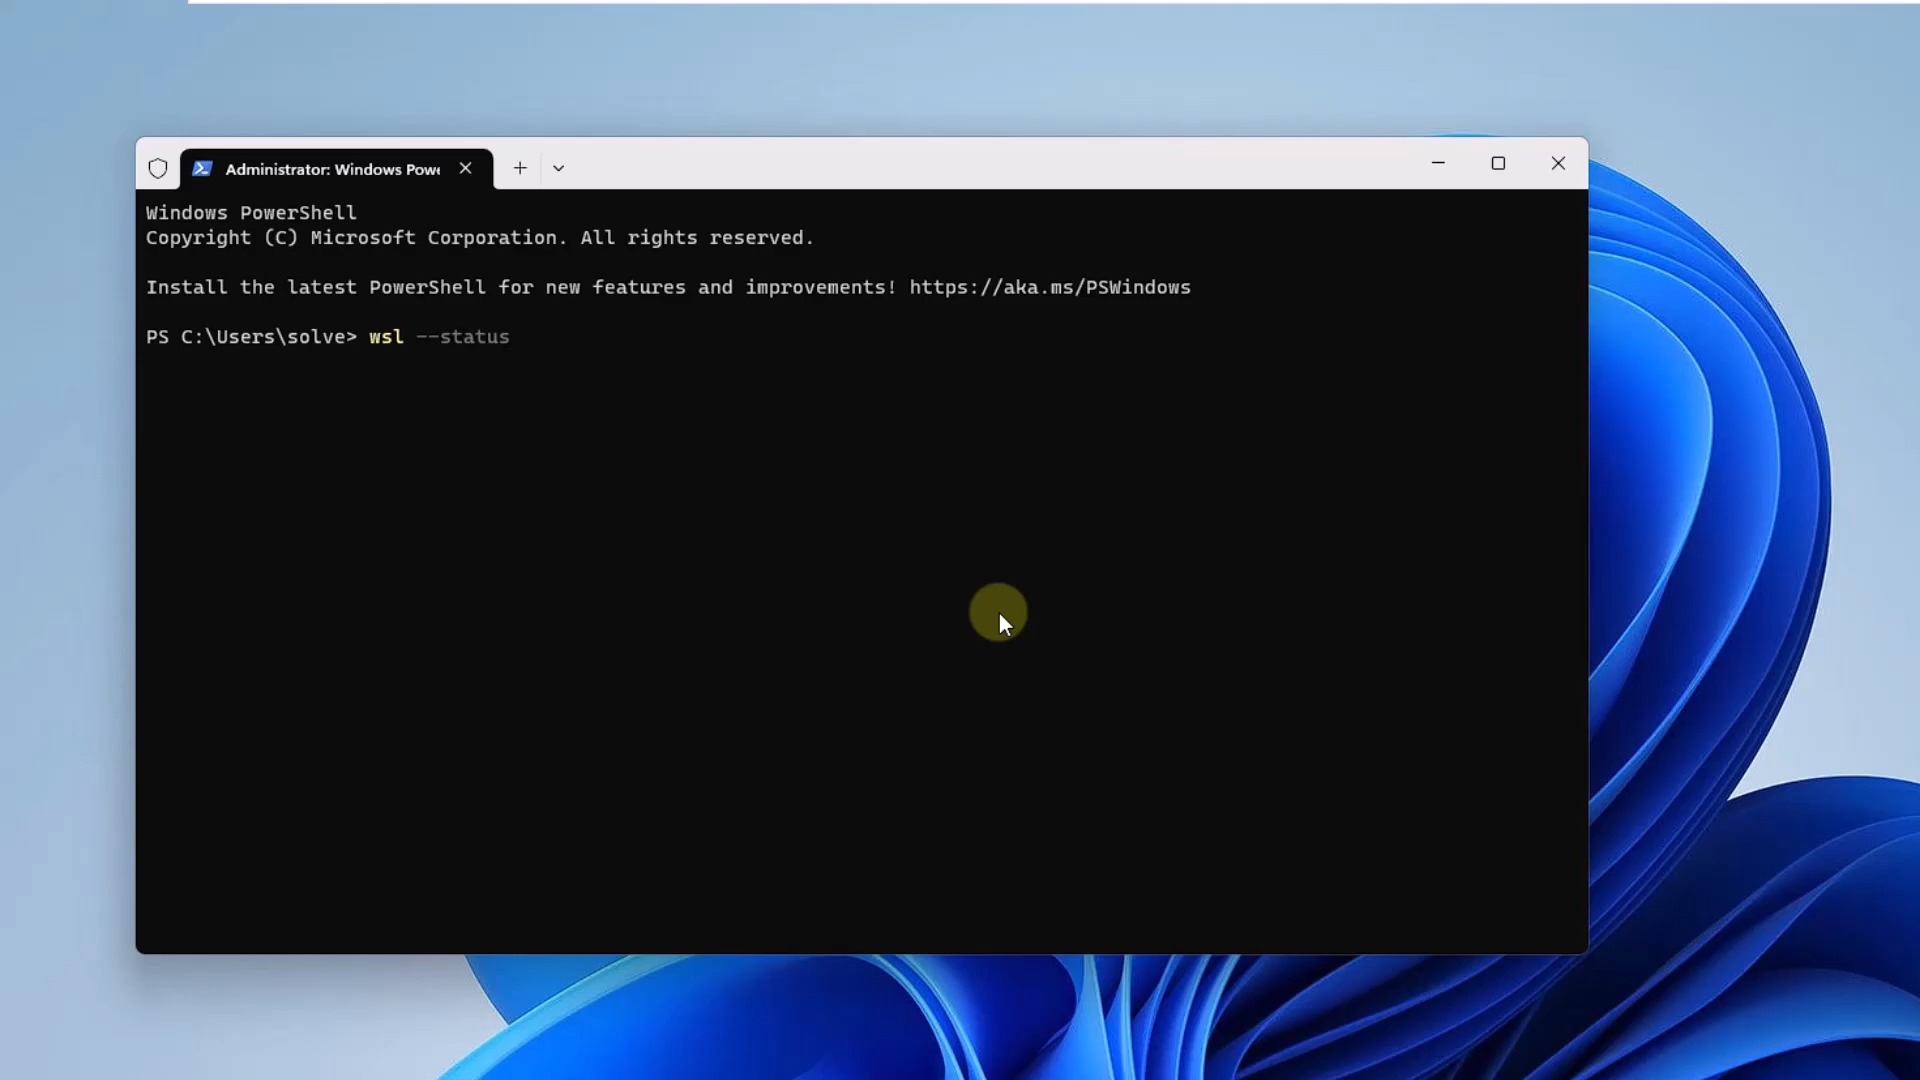 Administrator: Windows Powe
Windows PowerShell
Copyright (C) Microsoft Corporation. All rights reserved.
Install the latest PowerShell for new features and improvements! https://aka.ms/PSWindows
PS C:\Users\solve> wsl --status